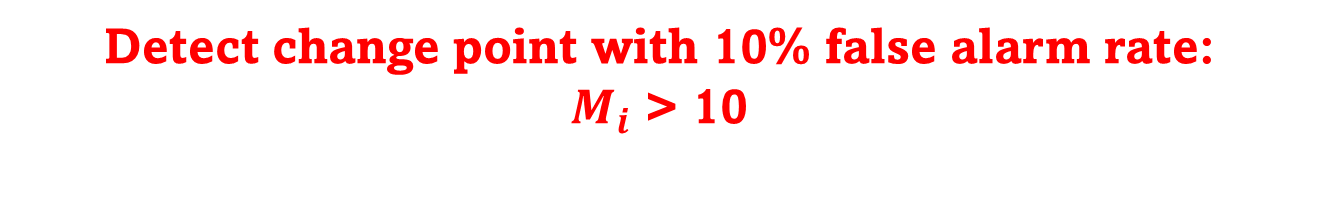 Detect change point with 10% false alarm rate:
M_i > 10